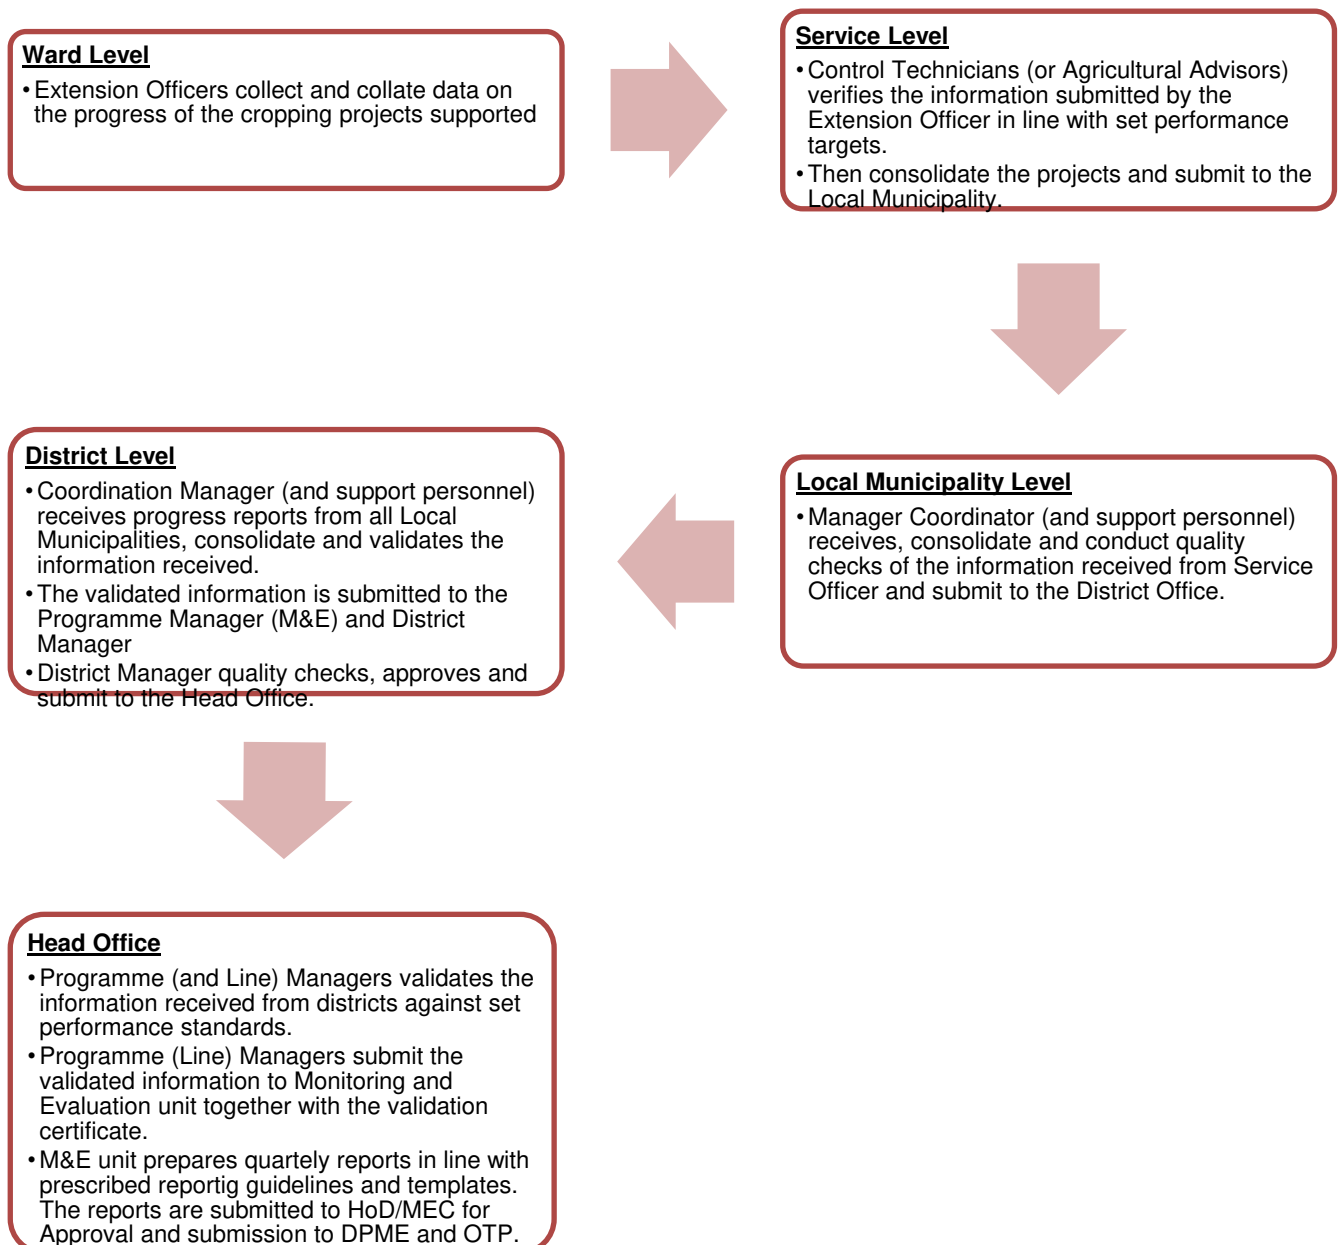 Ward Level
• Extension Officers collect and collate data on
the progress of the cropping projects supported
Service Level
• Control Technicians (or Agricultural Advisors)
verifies the information submitted by the
Extension Officer in line with set performance
targets.
• Then consolidate the projects and submit to the
Local Municipality.
Local Municipality Level
• Manager Coordinator (and support personnel)
receives, consolidate and conduct quality
checks of the information received from Service
Officer and submit to the District Office.
District Level
• Coordination Manager (and support personnel)
receives progress reports from all Local
Municipalities, consolidate and validates the
information received.
• The validated information is submitted to the
Programme Manager (M&E) and District
Manager
• District Manager quality checks, approves and
submit to the Head Office.
Head Office
• Programme (and Line) Managers validates the
information received from districts against set
performance standards.
• Programme (Line) Managers submit the
validated information to Monitoring and
Evaluation unit together with the validation
certificate.
• M&E unit prepares quartely reports in line with
prescribed reportig guidelines and templates.
The reports are submitted to HoD/MEC for
Approval and submission to DPME and OTP.